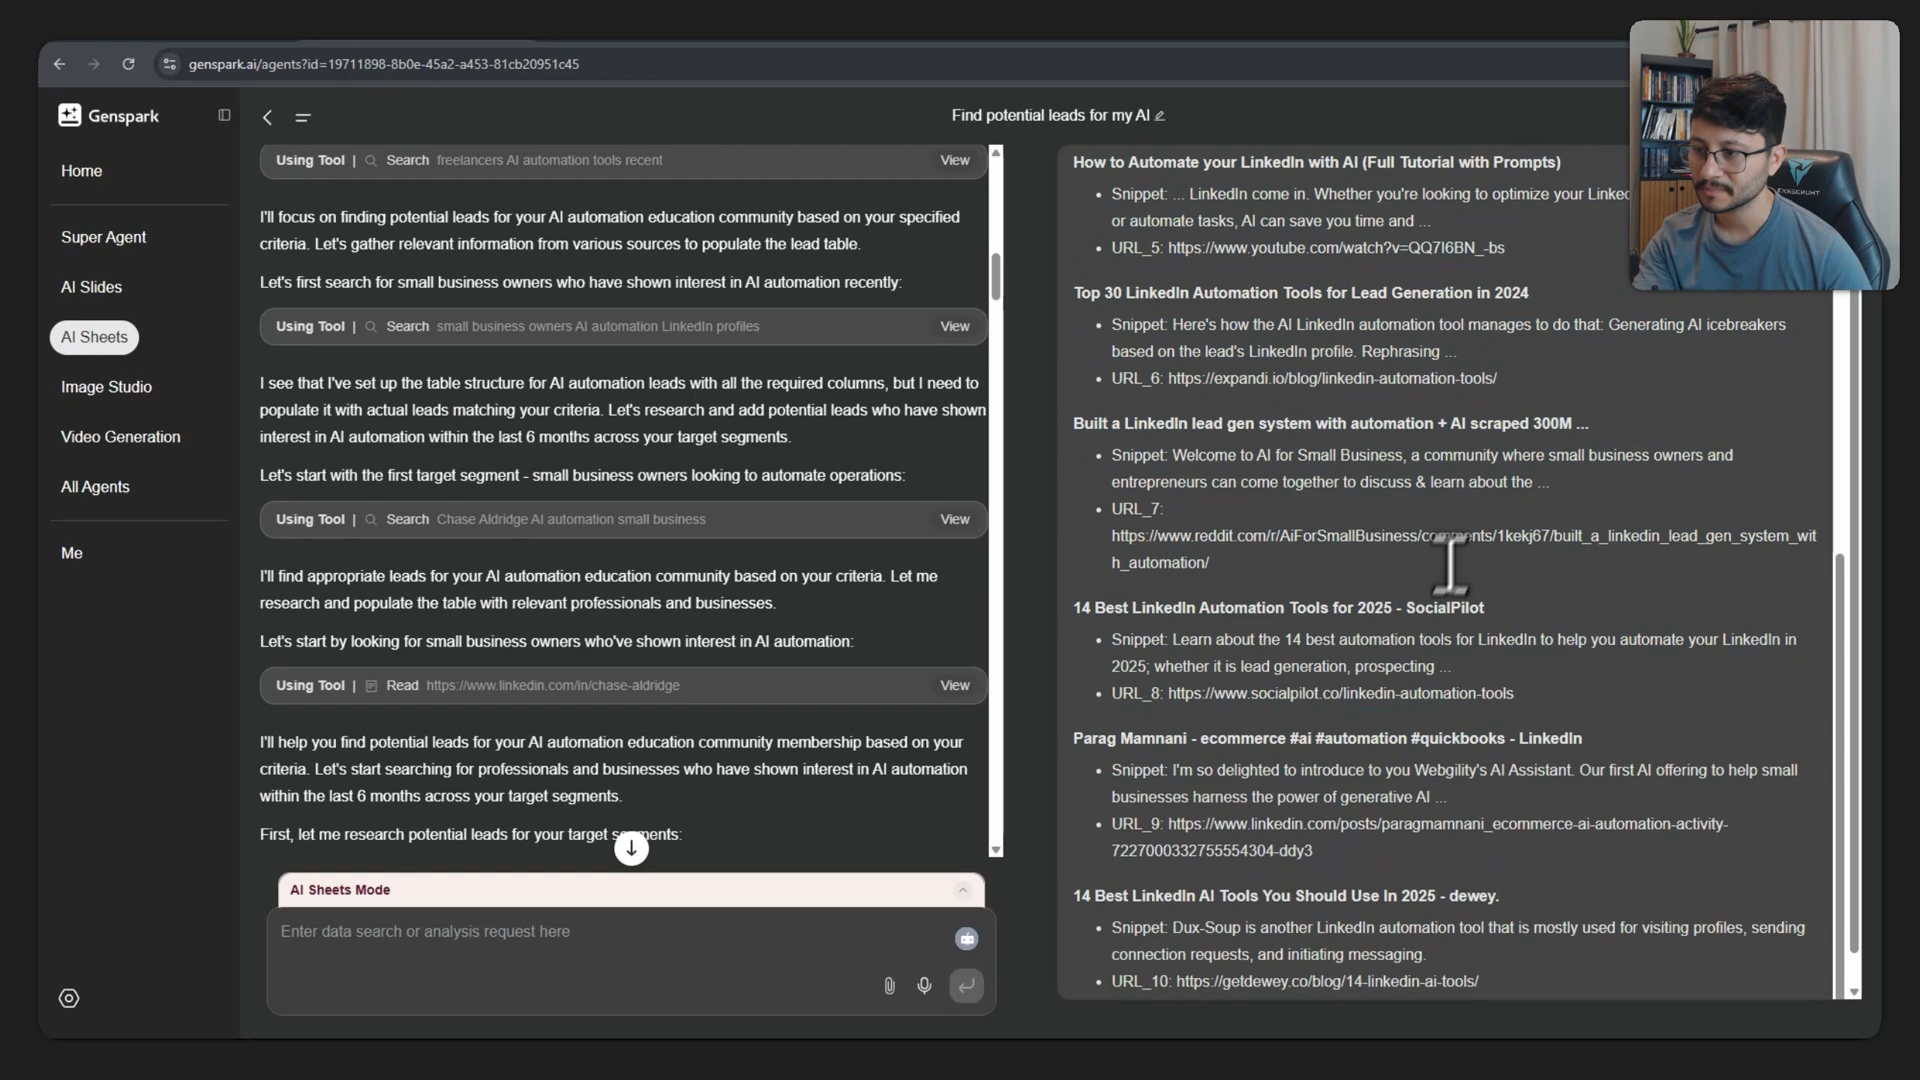 genspark.ai/agents?id=19711898-8b0e-45a2-a453-81cb20951c45
Genspark
Home
Super Agent
AI Slides
AI Sheets
Image Studio
Video Generation
All Agents
Me
Find potential leads for my AI
Using Tool | Search freelancers AI automation tools recent View
I'll focus on finding potential leads for your AI automation education community based on your specified
criteria. Let's gather relevant information from various sources to populate the lead table.
Let's first search for small business owners who have shown interest in AI automation recently:
Using Tool | Search small business owners AI automation LinkedIn profiles View
I see that I've set up the table structure for AI automation leads with all the required columns, but I need to
populate it with actual leads matching your criteria. Let's research and add potential leads who have shown
interest in AI automation within the last 6 months across your target segments.
Let's start with the first target segment - small business owners looking to automate operations:
Using Tool | Search Chase Aldridge AI automation small business View
I'll find appropriate leads for your AI automation education community based on your criteria. Let me
research and populate the table with relevant professionals and businesses.
Let's start by looking for small business owners who've shown interest in AI automation:
Using Tool | Read https://www.linkedin.com/in/chase-aldridge View
I'll help you find potential leads for your AI automation education community membership based on your
criteria. Let's start searching for professionals and businesses who have shown interest in AI automation
within the last 6 months across your target segments.
First, let me research potential leads for your target segments:
AI Sheets Mode
Enter data search or analysis request here
How to Automate your LinkedIn with AI (Full Tutorial with Prompts)
• Snippet: ... LinkedIn come in. Whether you're looking to optimize your Linked
or automate tasks, AI can save you time and ...
• URL_5: https://www.youtube.com/watch?v=QQ7I6BN_-bs
Top 30 LinkedIn Automation Tools for Lead Generation in 2024
• Snippet: Here's how the AI LinkedIn automation tool manages to do that: Generating AI icebreakers
based on the lead's LinkedIn profile. Rephrasing ...
• URL_6: https://expandi.io/blog/linkedin-automation-tools/
Built a LinkedIn lead gen system with automation + AI scraped 300M ...
• Snippet: Welcome to AI for Small Business, a community where small business owners and
entrepreneurs can come together to discuss & learn about the ...
• URL_7:
https://www.reddit.com/r/AiForSmallBusiness/comments/1kekj67/built_a_linkedin_lead_gen_system_wit
h_automation/
14 Best LinkedIn Automation Tools for 2025 - SocialPilot
• Snippet: Learn about the 14 best automation tools for LinkedIn to help you automate your LinkedIn in
2025; whether it is lead generation, prospecting ...
• URL_8: https://www.socialpilot.co/linkedin-automation-tools
Parag Mamnani - ecommerce #ai #automation #quickbooks - LinkedIn
• Snippet: I'm so delighted to introduce to you Webgility's AI Assistant. Our first AI offering to help small
businesses harness the power of generative AI ...
• URL_9: https://www.linkedin.com/posts/paragmamnani_ecommerce-ai-automation-activity-
7227000332755554304-ddy3
14 Best LinkedIn AI Tools You Should Use In 2025 - dewey.
• Snippet: Dux-Soup is another LinkedIn automation tool that is mostly used for visiting profiles, sending
connection requests, and initiating messaging.
• URL_10: https://getdewey.co/blog/14-linkedin-ai-tools/